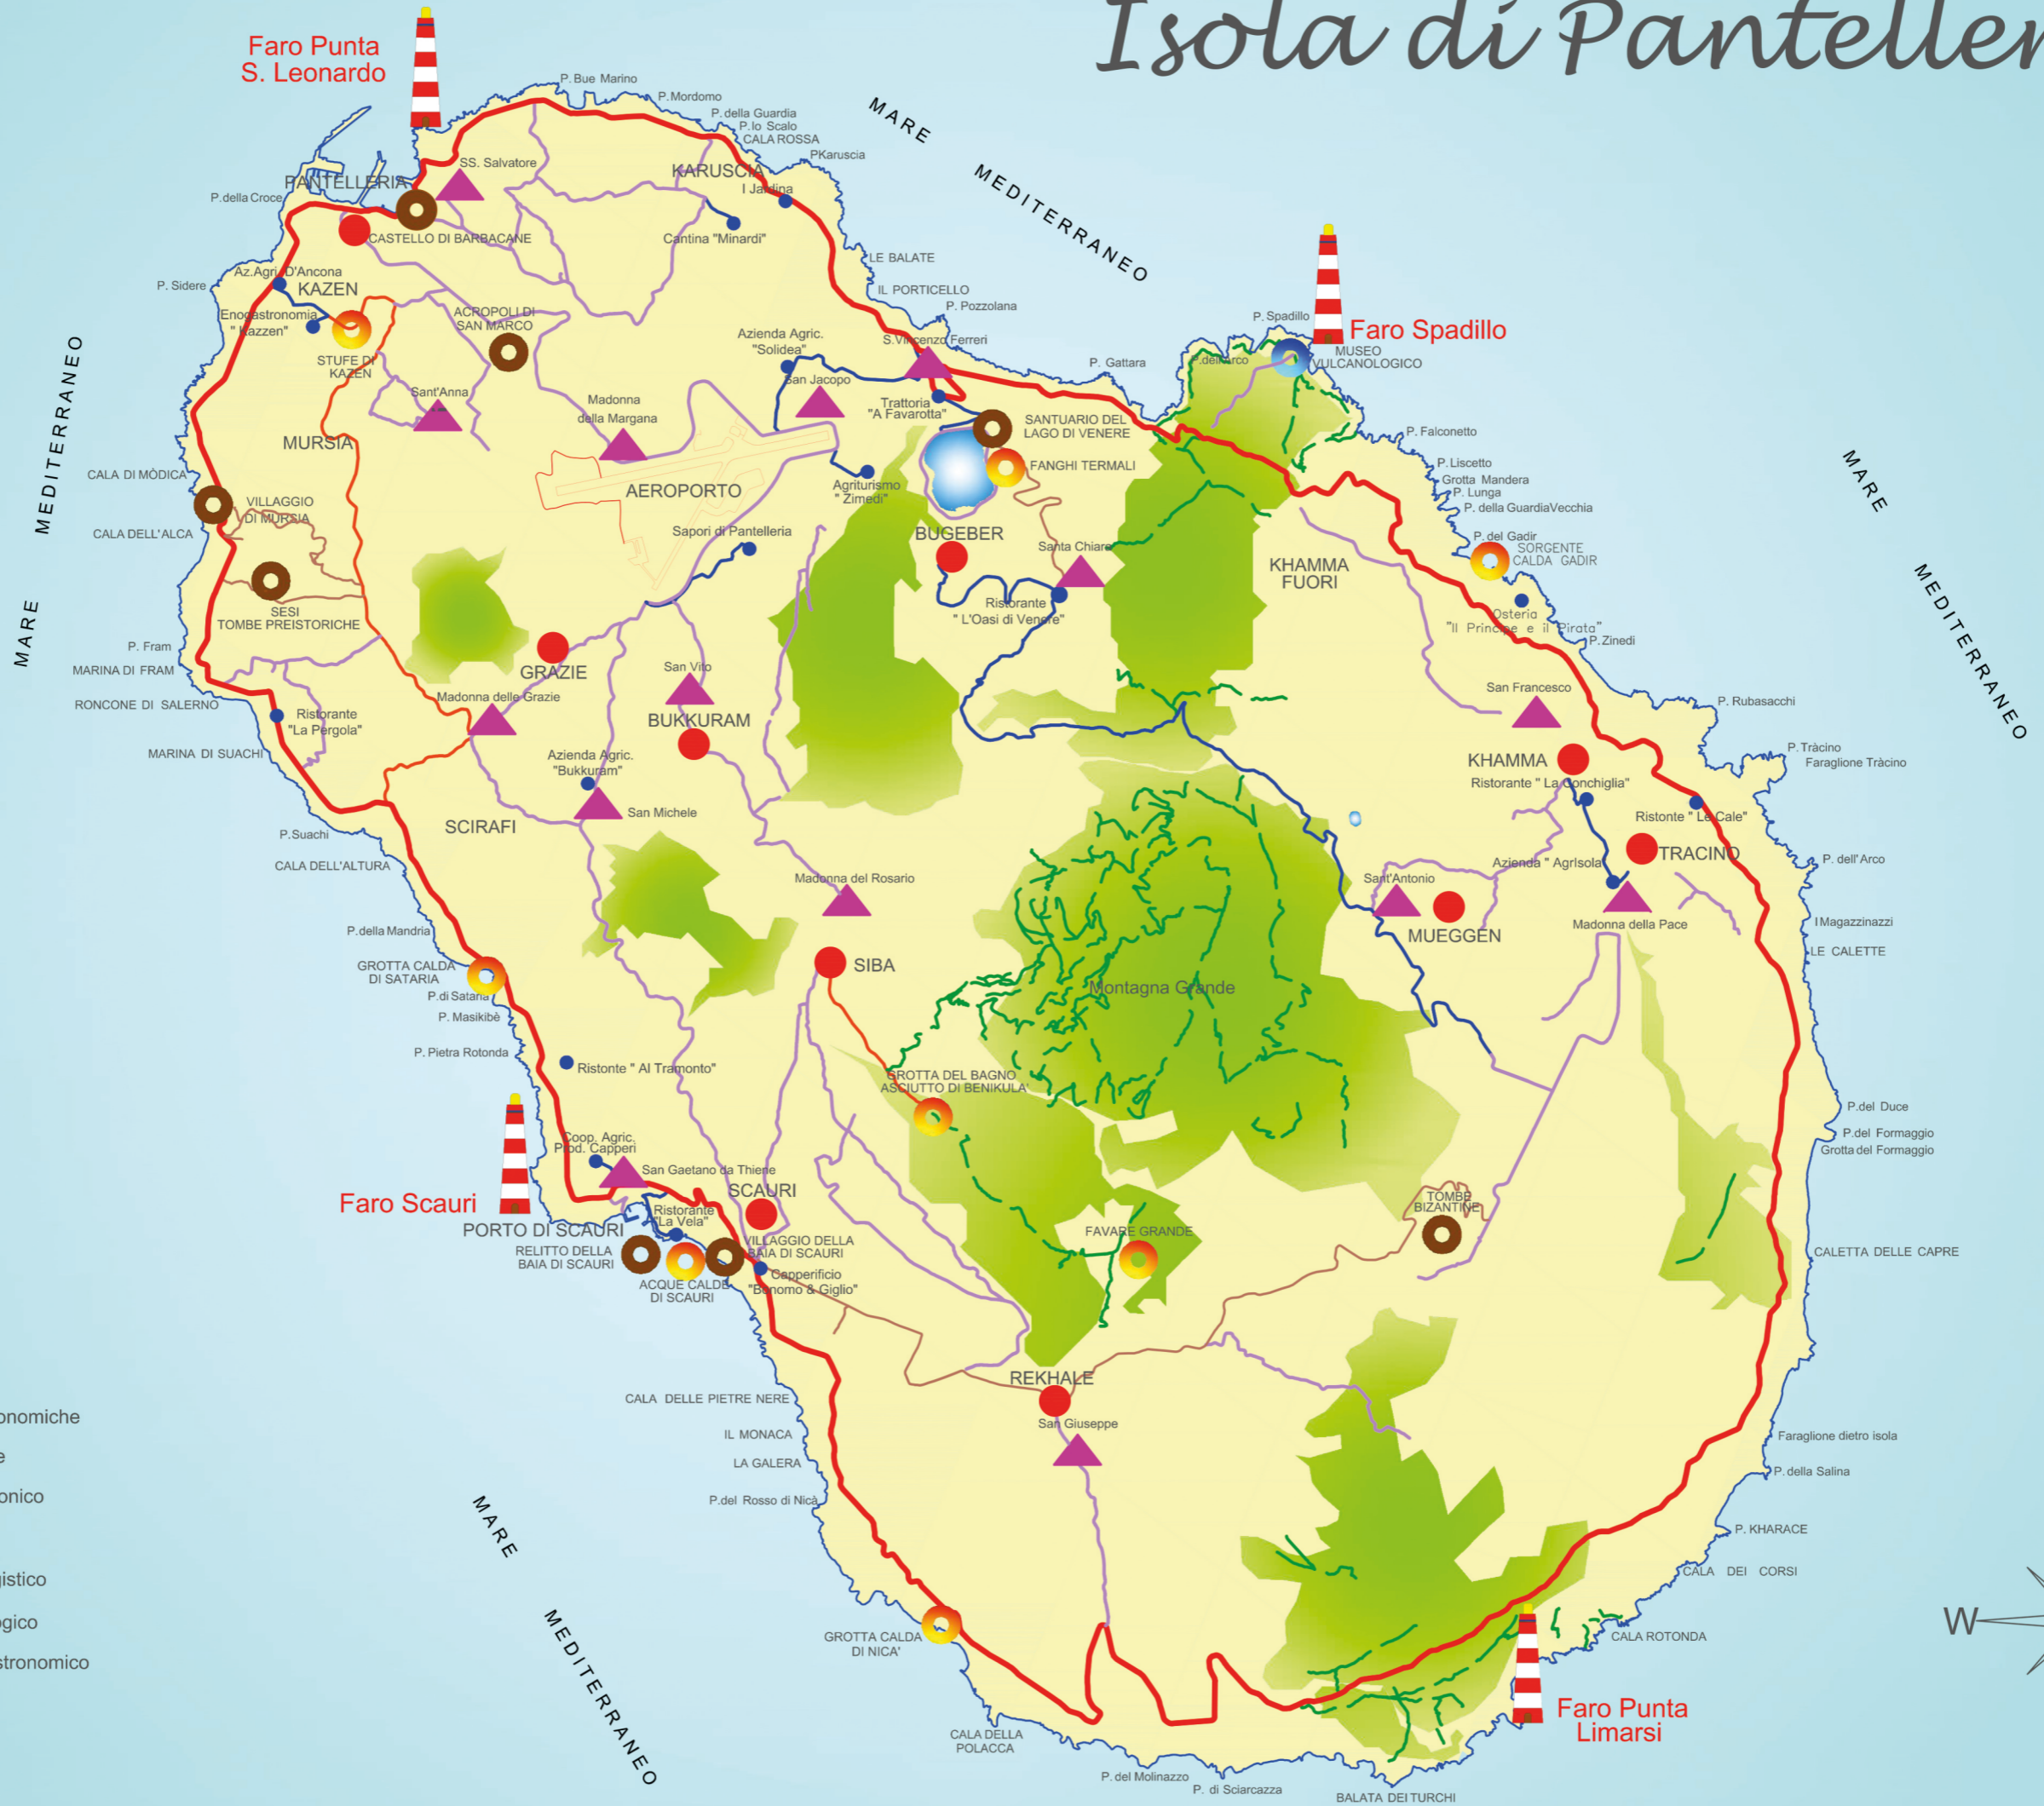 Isola di Panteller
Faro Punta
S. Leonardo
P. Bue Marino
P.Mordomo
P. della Guardia
P.lo Scalo
CALA ROSSA
PKaruscia
MARE
MEDITERRANEO
SS. Salvatore
KARUSCIA
I Jardina
PANTELLERIA
P.della Croce
CASTELLO DI BARBACANE
Cantina "Minardi"
LE BALATE
IL PORTICELLO
P. Pozzolana
Az.Agri. D'Ancona
KAZEN
P. Sidere
Enogastronomia
" Kazzen"
ACROPOLI DI
SAN MARCO
STUFE DI
KAZEN
Azienda Agric.
"Solidea"
S.Vincenzo Ferreri
P. Gattara
P. Spadillo
Faro Spadillo
P.dell'Arco
MUSEO
VULCANOLOGICO
San Jacopo
Sant'Anna
Madonna
della Margana
Trattoria
"A Favarotta"
SANTUARIO DEL
LAGO DI VENERE
P. Falconetto
MURSIA
FANGHI TERMALI
P. Liscetto
Grotta Mandera
P. Lunga
P. della GuardiaVecchia
MARE
MEDITERRANEO
CALA DI MÒDICA
AEROPORTO
Agriturismo
" Zimedi"
VILLAGGIO
DI MURSIA
CALA DELL'ALCA
Sapori di Pantelleria
BUGEBER
Santa Chiara
P. del Gadir
SORGENTE
CALDA GADIR
KHAMMA
FUORI
MARE
MEDITERRANEO
SESI
TOMBE PREISTORICHE
Ristorante
" L'Oasi di Venere"
Osteria
"Il Principe e il Pirata"
P.Zinedi
P. Fram
MARINA DI FRAM
GRAZIE
San Vito
San Francesco
RONCONE DI SALERNO
Madonna delle Grazie
P. Rubasacchi
Ristorante
"La Pergola"
BUKKURAM
MARINA DI SUACHI
Azienda Agric.
"Bukkuram"
KHAMMA
P.Tràcino
Faraglione Tràcino
Ristorante " La Conchiglia"
San Michele
Ristonte " Le Cale"
P.Suachi
SCIRAFI
CALA DELL'ALTURA
TRACINO
Azienda " AgrIsola
P. dell'Arco
Madonna del Rosario
Sant'Antonio
P.della Mandria
MUEGGEN
Madonna della Pace
I Magazzinazzi
LE CALETTE
GROTTA CALDA
DI SATARIA
SIBA
P.di Sataria
Montagna Grande
P. Masikibè
P. Pietra Rotonda
Ristonte " Al Tramonto"
GROTTA DEL BAGNO
ASCIUTTO DI BENIKULA'
P.del Duce
P.del Formaggio
Grotta del Formaggio
Coop. Agric.
Prod. Capperi
San Gaetano da Thiene
Faro Scauri
SCAURI
TOMBE
BIZANTINE
PORTO DI SCAURI
Ristorante
"La Vela"
FAVARE GRANDE
RELITTO DELLA
BAIA DI SCAURI
VILLAGGIO DELLA
BAIA DI SCAURI
CALETTA DELLE CAPRE
ACQUE CALDE
DI SCAURI
Capperificio
"Bonomo & Giglio"
CALA DELLE PIETRE NERE
REKHALE
San Giuseppe
onomiche
IL MONACA
Faraglione dietro isola
e
LA GALERA
P.della Salina
onico
P.del Rosso di Nicà
MARE
MEDITERRANEO
P. KHARACE
gistico
CALA DEI CORSI
ogico
GROTTA CALDA
DI NICA'
CALA ROTONDA
W
stronomico
Faro Punta
Limarsi
CALA DELLA
POLACCA
P. del Molinazzo
P. di Sciarcazza
BALATA DEI TURCHI